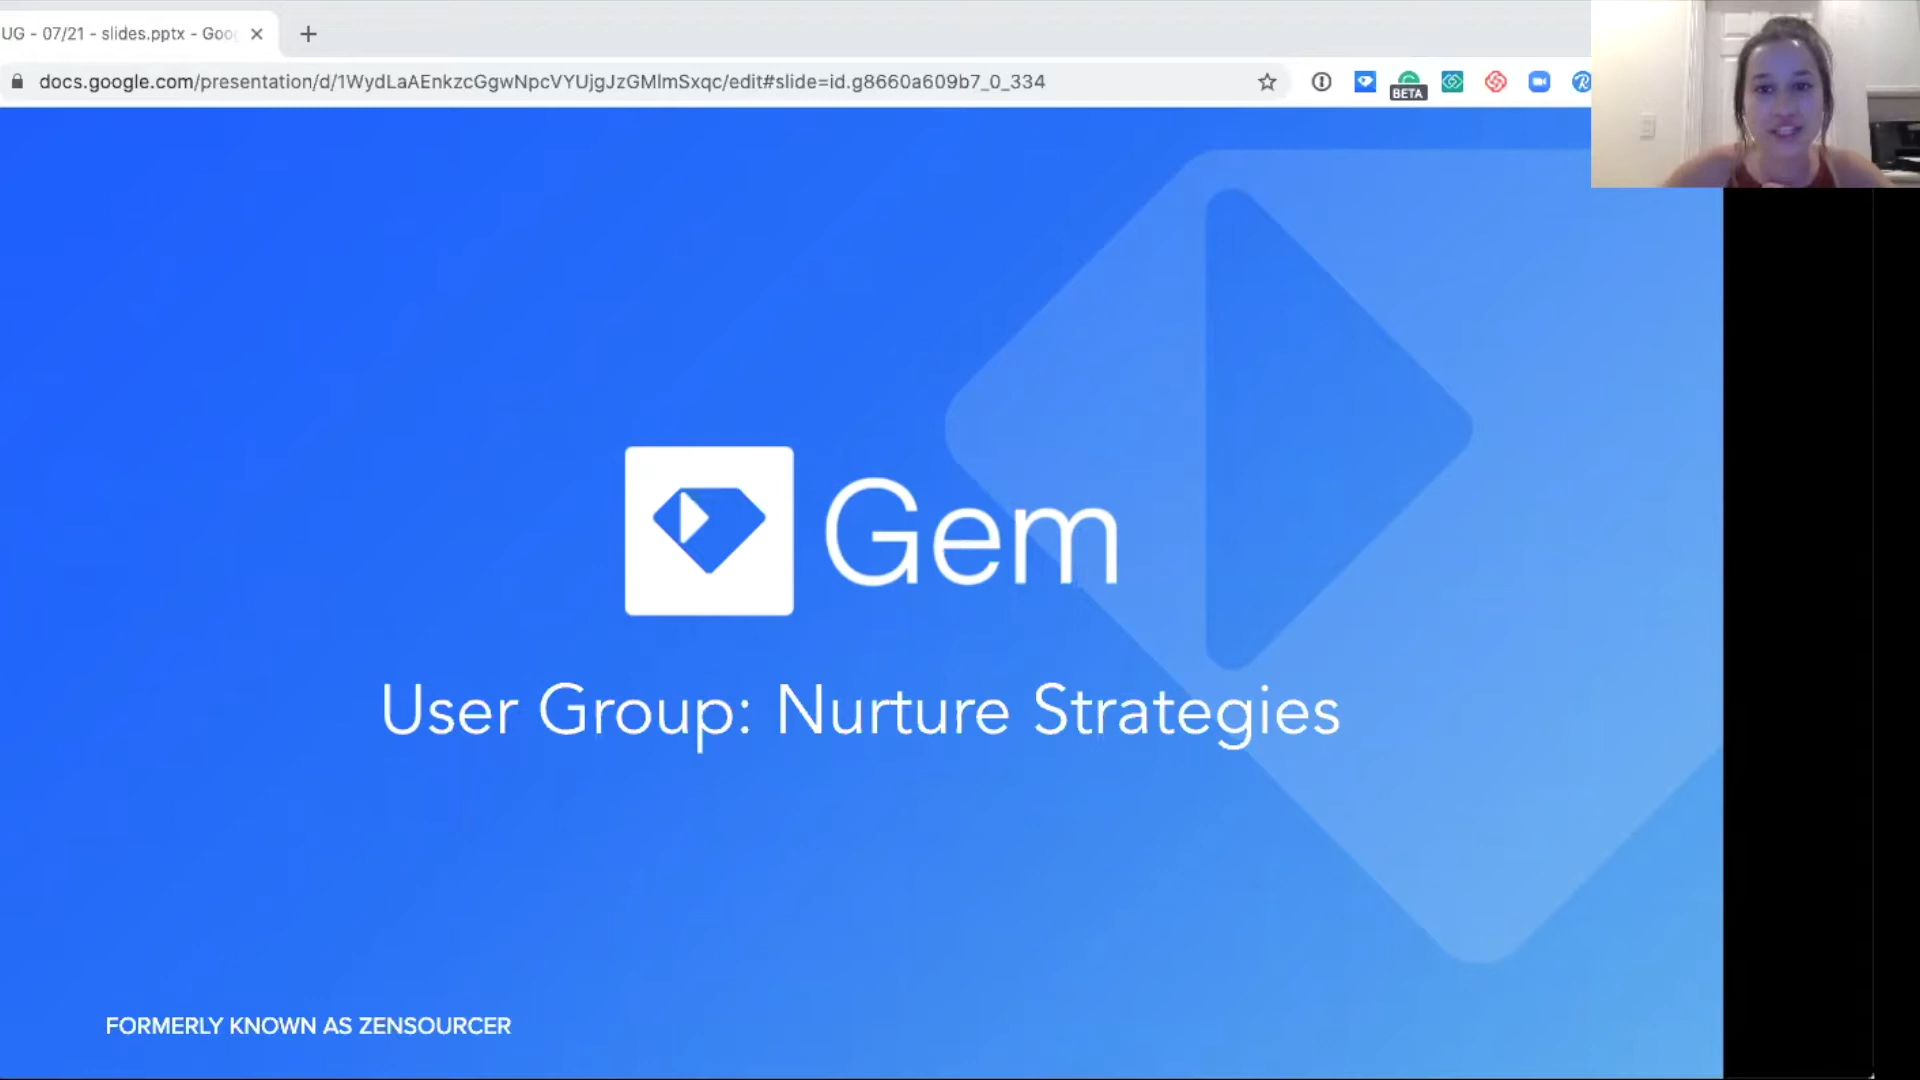 UG - 07/21 - slides.pptx - Goo
docs.google.com/presentation/d/1WydLaAEnkzcGgwNpcVYUjgJzGMlmSxqc/edit#slide=id.g8660a609b7_0_334
BETA
Gem
User Group: Nurture Strategies
FORMERLY KNOWN AS ZENSOURCER